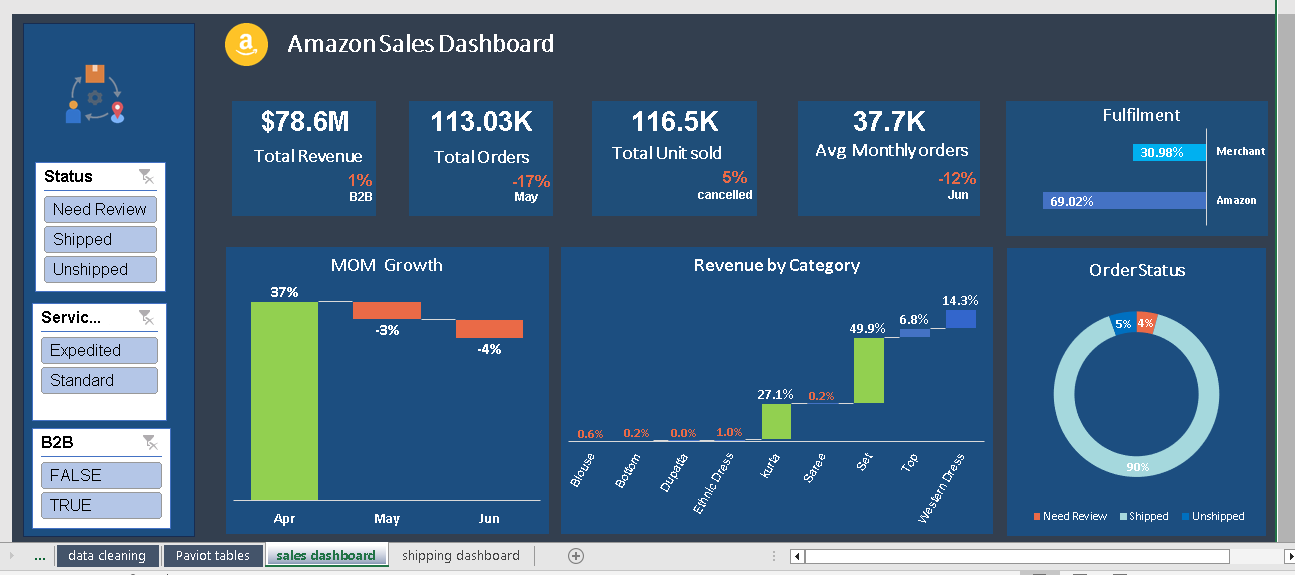 a
Amazon Sales Dashboard
Status
Need Review
Shipped
Unshipped
Servic...
Expedited
Standard
B2B
FALSE
TRUE
$78.6M
Total Revenue
1%
B2B
113.03K
Total Orders
-17%
May
116.5K
Total Unit sold
5%
cancelled
37.7K
Avg Monthly orders
-12%
Jun
Fulfilment
30.98%
Merchant
69.02%
Amazon
MOM Growth
37%
-3%
-4%
Apr
May
Jun
Revenue by Category
0.6%
0.2%
0.0%
1.0%
27.1%
0.2%
49.9%
6.8%
14.3%
Blouse
Bottom
Dupatta
Ethnic Dress
kurta
Saree
Set
Top
Western Dress
Order Status
5%
4%
90%
Need Review
Shipped
Unshipped
...
data cleaning
Paviot tables
sales dashboard
shipping dashboard